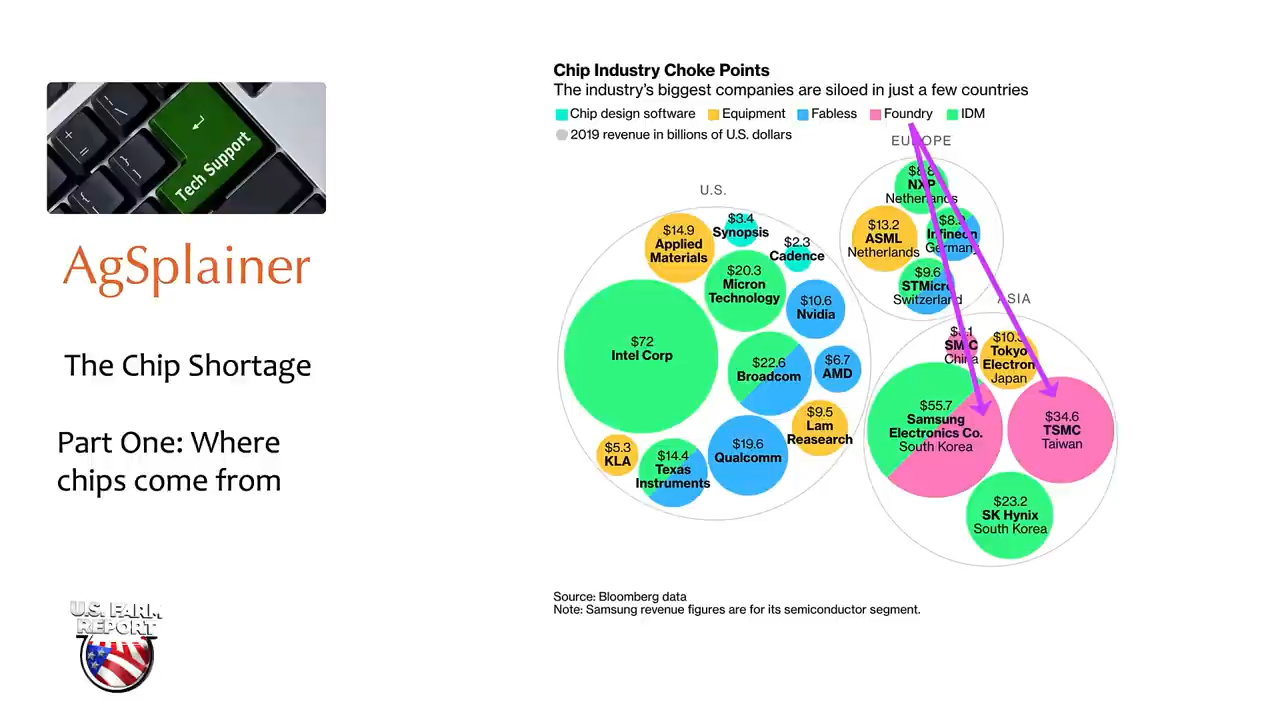 Tech Support
AgSplainer
The Chip Shortage
Part One: Where
chips come from
U.S. FARM
REPORT
Chip Industry Choke Points
The industry's biggest companies are siloed in just a few countries
Chip design software Equipment Fabless Foundry IDM
2019 revenue in billions of U.S. dollars
U.S.
$14.9
Applied
Materials
$3.4
Synopsis
$2.3
Cadence
$20.3
Micron
Technology
$10.6
Nvidia
$72
Intel Corp
$22.6
Broadcom
$6.7
AMD
$9.5
Lam
Reasearch
$5.3
KLA
$14.4
Texas
Instruments
$19.6
Qualcomm
EUROPE
NXP
Netherlands
$13.2
ASML
Netherlands
Infineon
Germany
$9.6
STMicro
Switzerland
ASIA
SMIC
China
Tokyo
Electron
Japan
$55.7
Samsung
Electronics Co.
South Korea
$34.6
TSMC
Taiwan
$23.2
SK Hynix
South Korea
Source: Bloomberg data
Note: Samsung revenue figures are for its semiconductor segment.